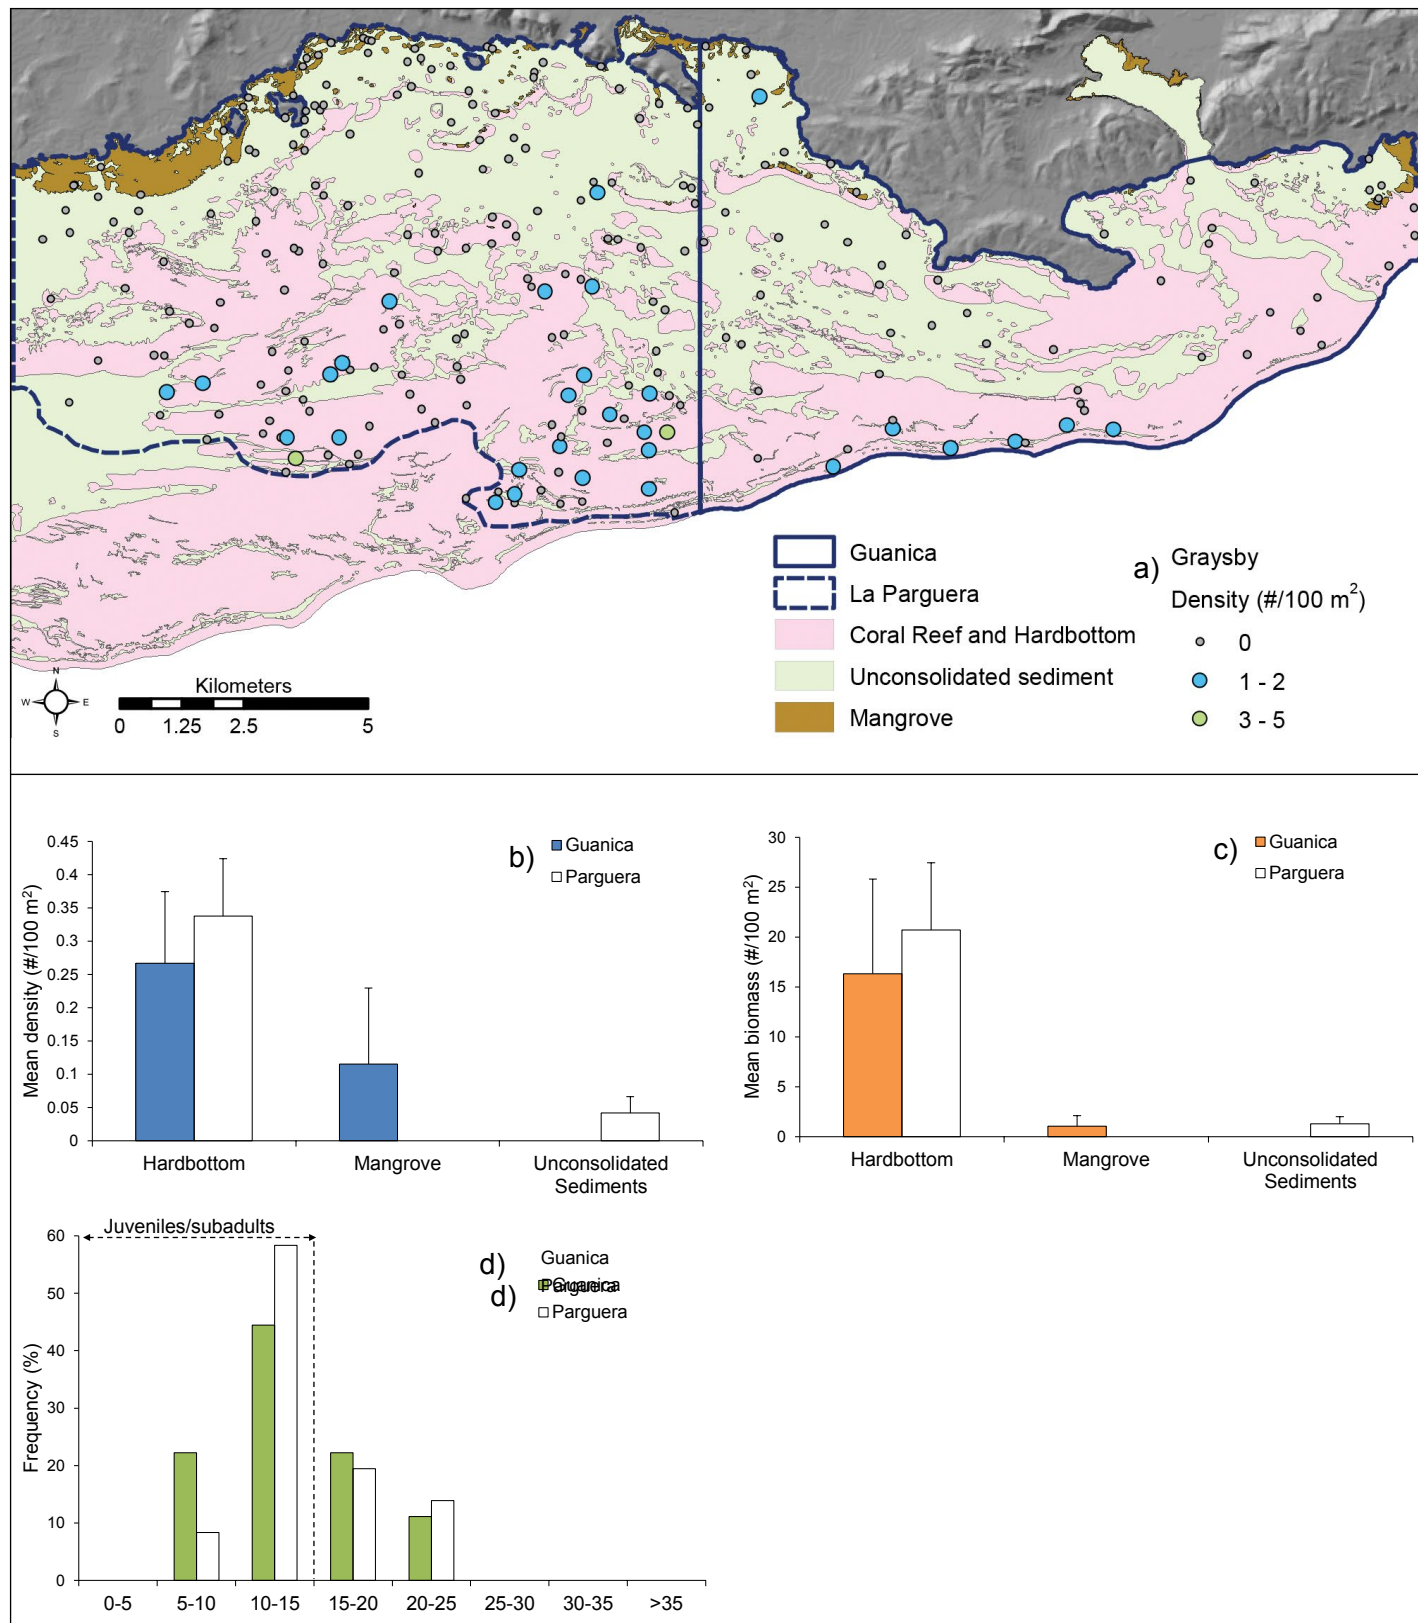 Guanica
La Parguera
Coral Reef and Hardbottom
Unconsolidated sediment
Mangrove
a) Graysby
Density (#/100 m²)
0
1 - 2
3 - 5
N
W E
S
Kilometers
0 1.25 2.5 5
b)
Guanica
Parguera
Mean density (#/100 m²)
0.45
0.4
0.35
0.3
0.25
0.2
0.15
0.1
0.05
0
Hardbottom Mangrove Unconsolidated
Sediments
c)
Guanica
Parguera
Mean biomass (#/100 m²)
30
25
20
15
10
5
0
Hardbottom Mangrove Unconsolidated
Sediments
Juveniles/subadults
d) Guanica
Parguera
d) Guanica
Parguera
Frequency (%)
60
50
40
30
20
10
0
0-5 5-10 10-15 15-20 20-25 25-30 30-35 >35